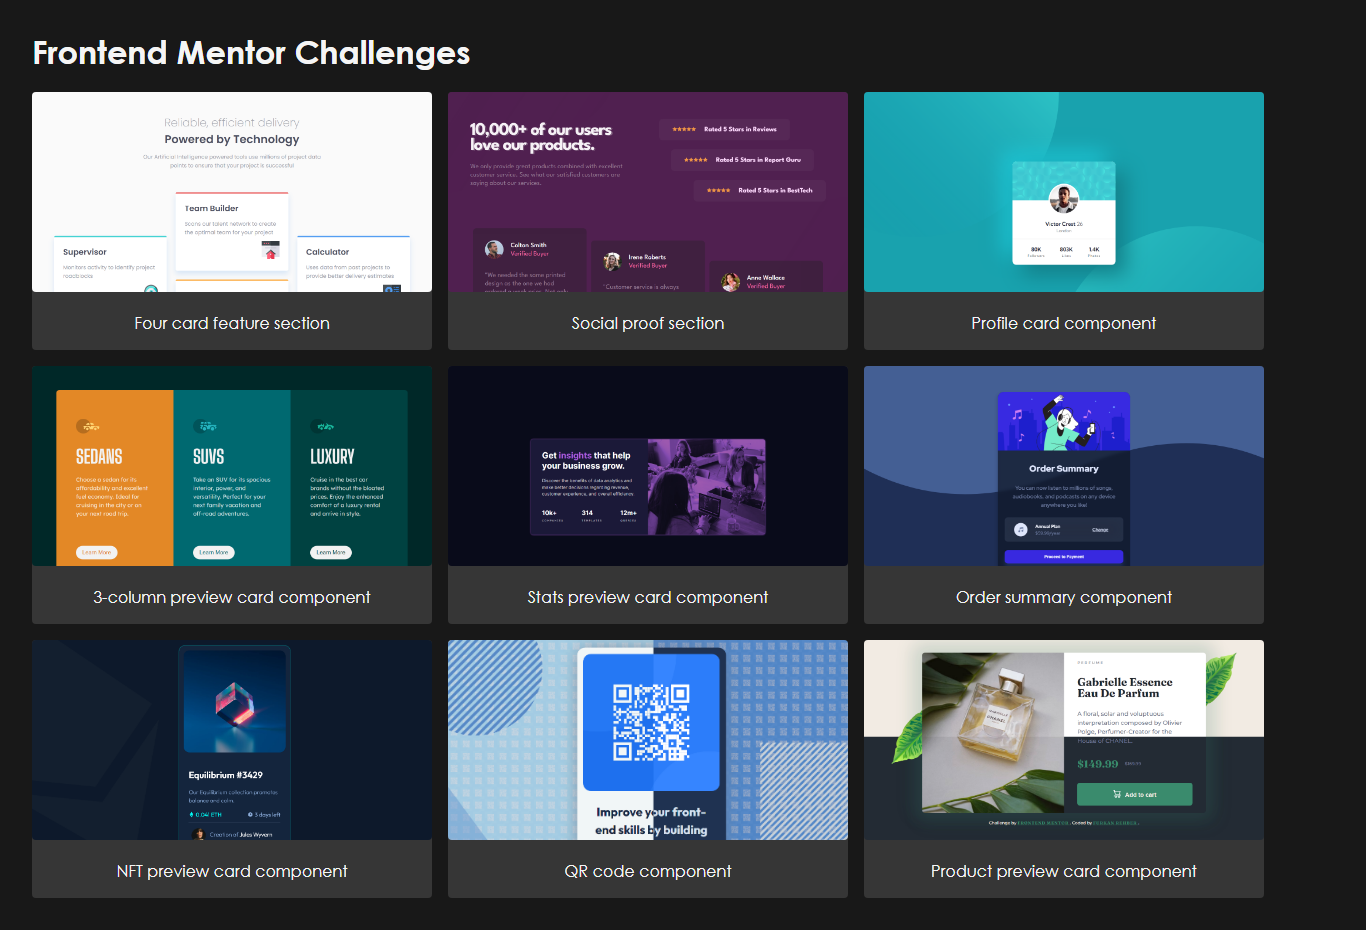 Frontend Mentor Challenges
Reliable, efficient delivery
Powered by Technology
Our Artificial Intelligence powered tools use millions of project data
points to ensure that your project is successful
Team Builder
Scans our talent network to create
the optimal team for your project
Supervisor
Monitors activity to identify project
roadblocks
Calculator
Uses data from past projects to
provide better delivery estimates
Four card feature section
10,000+ of our users
love our products.
We only provide great products combined with excellent
customer service. See what our satisfied customers are
saying about our services.
Rated 5 Stars in Reviews
Rated 5 Stars in Report Guru
Rated 5 Stars in BestTech
Colton Smith
Verified Buyer
"We needed the same printed
design as the one we had
Irene Roberts
Verified Buyer
"Customer service is always
Anne Wallace
Verified Buyer
Social proof section
Victor Crest 26
London
80K
803K
1.4K
Followers
Likes
Photos
Profile card component
SEDANS
Choose a sedan for its
affordability and excellent
fuel economy. Ideal for
cruising in the city or on
your next road trip.
Learn More
SUVS
Take an SUV for its spacious
interior, power, and
versatility. Perfect for your
next family vacation and
off-road adventures.
Learn More
LUXURY
Cruise in the best car
brands without the bloated
prices. Enjoy the enhanced
comfort of a luxury rental
and arrive in style.
Learn More
3-column preview card component
Get insights that help
your business grow.
Discover the benefits of data analytics and
make better decisions regarding revenue,
customer experience, and overall efficiency.
10k+
314
12m+
COMPANIES
TEMPLATES
QUERIES
Stats preview card component
Order Summary
You can now listen to millions of songs,
audiobooks, and podcasts on any device
anywhere you like!
Annual Plan
$59.99/year
Change
Proceed to Payment
Order summary component
Equilibrium #3429
Our Equilibrium collection promotes
balance and calm.
0.041 ETH
3 days left
Creation of Jules Wyvern
NFT preview card component
Improve your front-
end skills by building
QR code component
PERFUME
Gabrielle Essence
Eau De Parfum
A floral, solar and voluptuous
interpretation composed by Olivier
Polge, Perfumer-Creator for the
House of CHANEL.
$149.99
Add to cart
Challenge by FRONTEND MENTOR. Coded by
Product preview card component